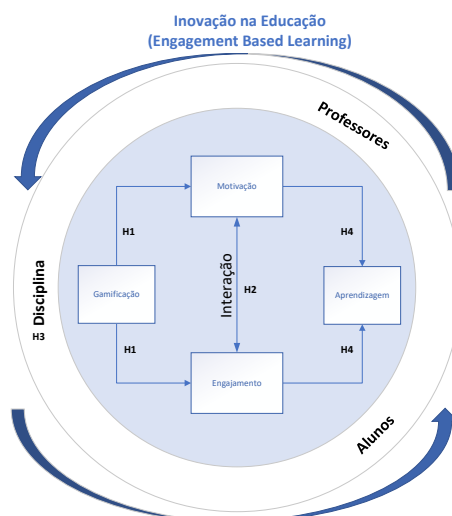 Inovação na Educação
(Engagement Based Learning)
Professores
Motivação
H1
H4
Disciplina
H3
Interação
H2
Gamificação
Aprendizagem
H1
H4
Engajamento
Alunos